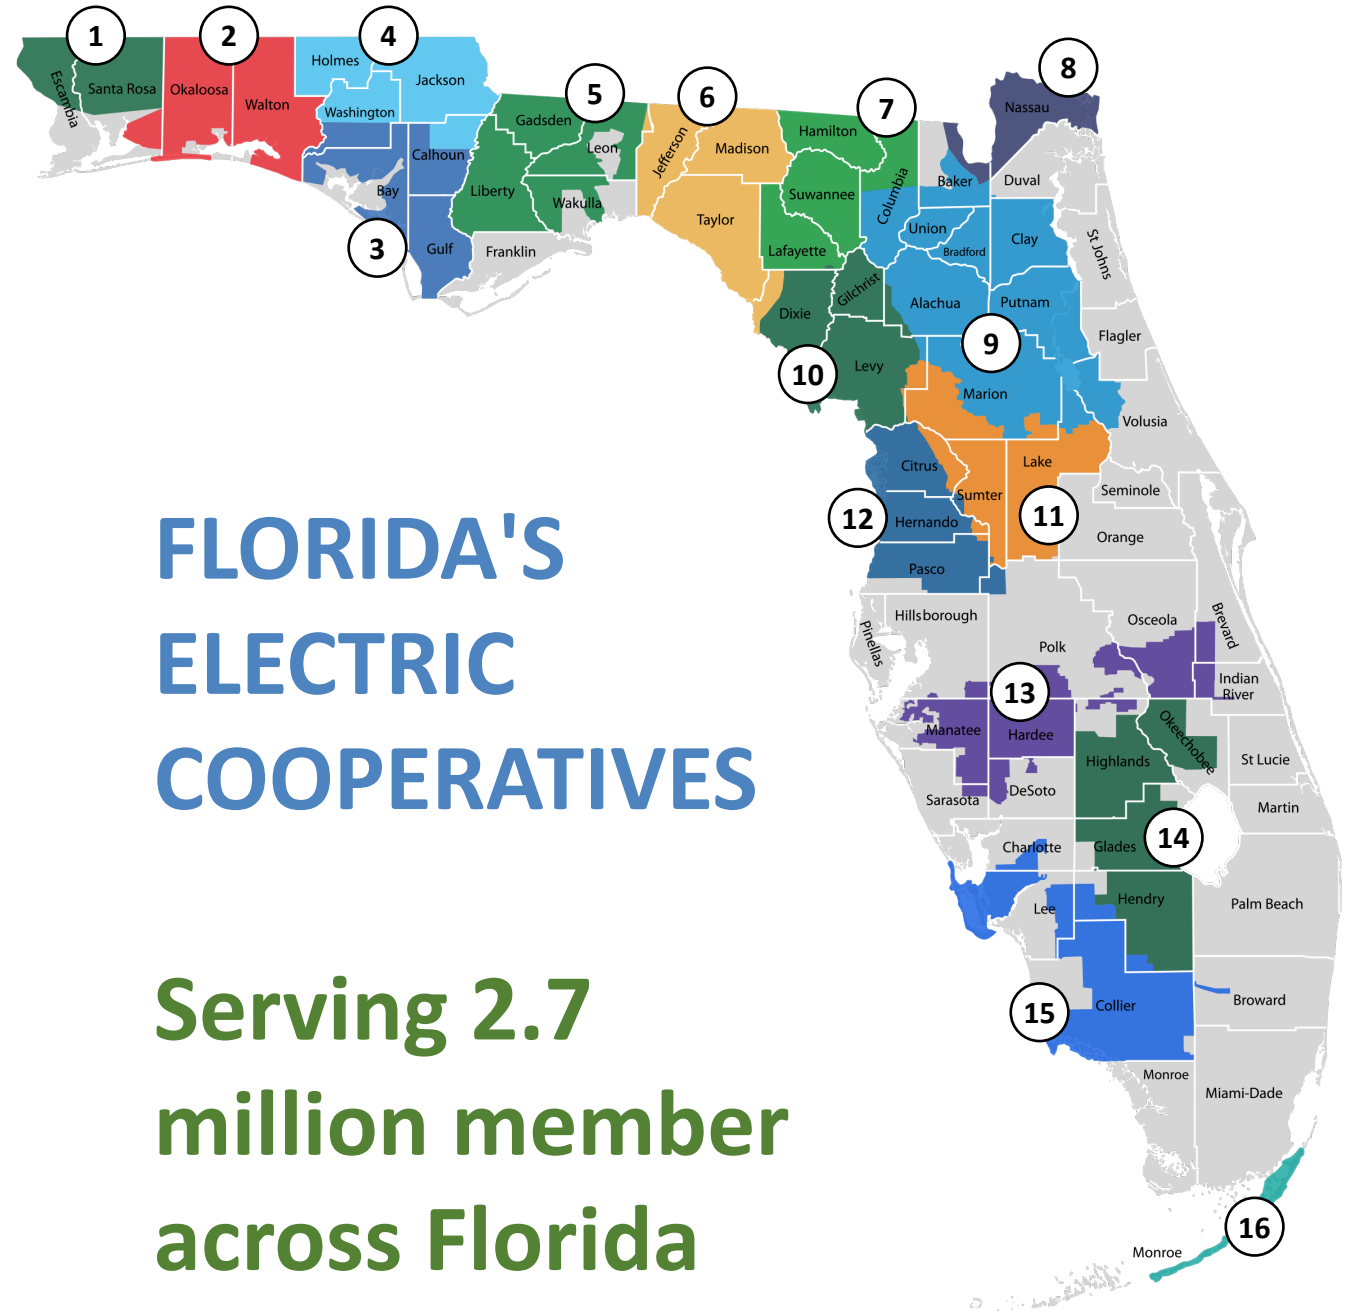 1
2
4
Holmes
Jackson
8
Escambia
Santa Rosa
Okaloosa
Walton
Washington
5
6
7
Nassau
Gadsden
Leon
Jefferson
Madison
Hamilton
Calhoun
Bay
Liberty
Wakulla
Suwannee
Columbia
Baker
Duval
3
Gulf
Franklin
Taylor
Lafayette
Union
Bradford
Clay
St Johns
Dixie
Gilchrist
Alachua
Putnam
10
Levy
9
Flagler
Marion
Volusia
Citrus
Lake
Sumter
Seminole
12
Hernando
11
Orange
Pasco
FLORIDA'S
ELECTRIC
COOPERATIVES
Hillsborough
Pinellas
Osceola
Brevard
Polk
13
Indian
River
Manatee
Hardee
Okeechobee
Highlands
St Lucie
Sarasota
DeSoto
Martin
Charlotte
Glades
14
Lee
Hendry
Palm Beach
15
Collier
Broward
Monroe
Miami-Dade
16
Monroe
Serving 2.7
million member
across Florida